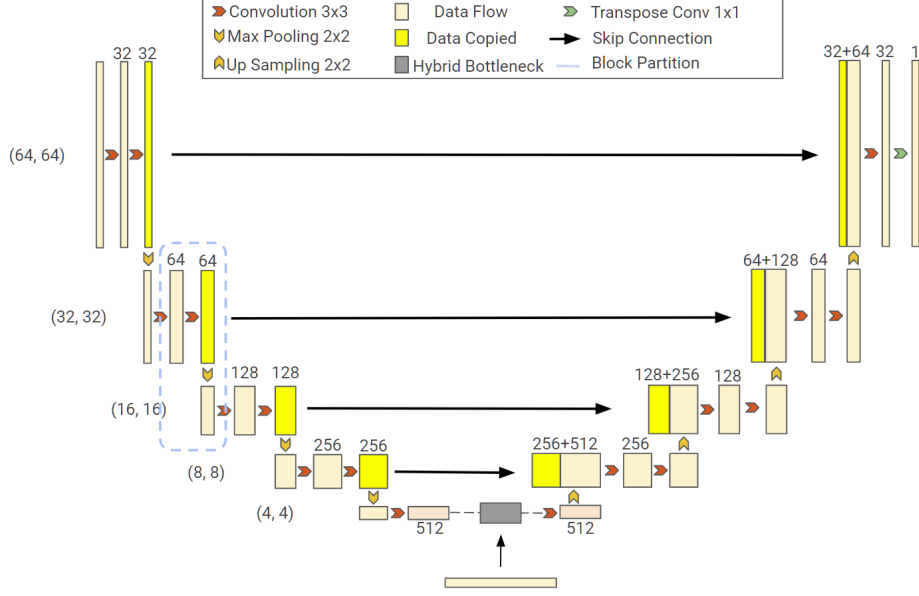 Convolution 3x3 Data Flow Transpose Conv 1x1
Max Pooling 2x2 Data Copied Skip Connection
Up Sampling 2x2 Hybrid Bottleneck Block Partition
32 32 32+64 32 1
(64, 64)
64 64 64+128 64
(32, 32)
128 128 128+256 128
(16, 16)
256 256 256+512 256
(8, 8)
(4, 4)
512 512